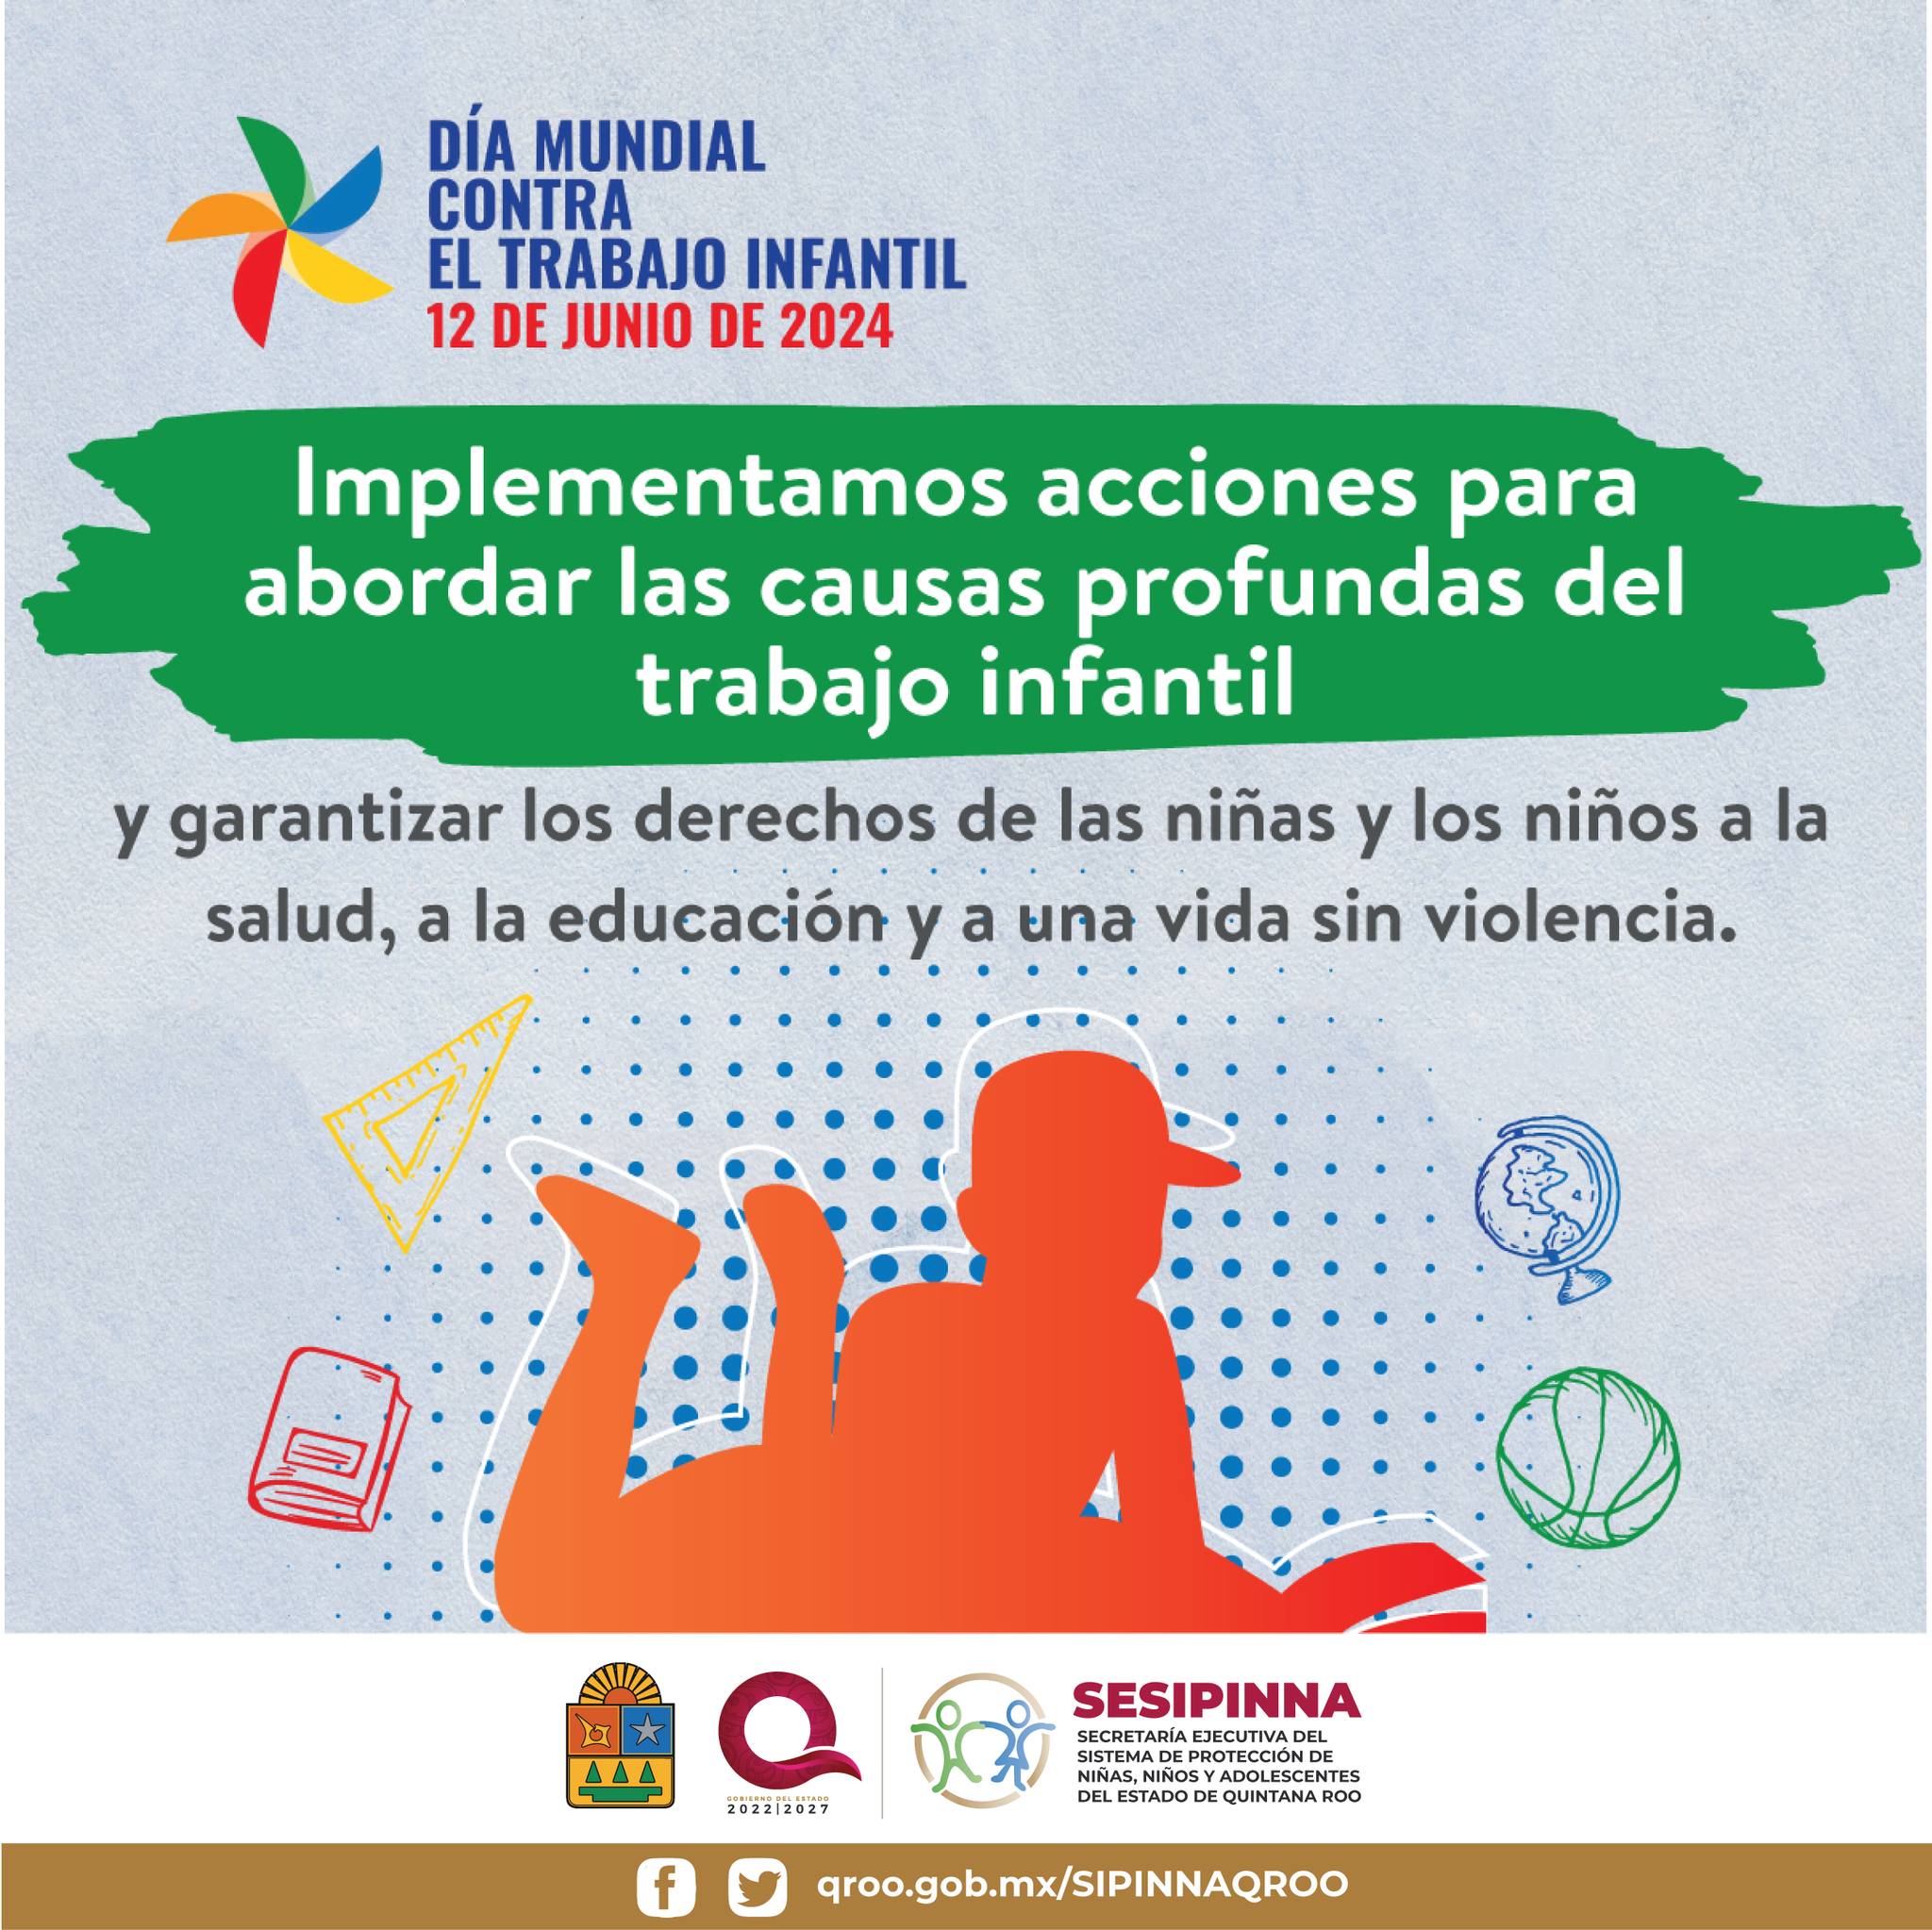 DÍA MUNDIAL
CONTRA
EL TRABAJO INFANTIL
12 DE JUNIO DE 2024
Implementamos acciones para
abordar las causas profundas del
trabajo infantil
y garantizar los derechos de las niñas y los niños a la
salud, a la educación y a una vida sin violencia.
GOBIERNO DEL ESTADO
2022|2027
SESIPINNA
SECRETARÍA EJECUTIVA DEL
SISTEMA DE PROTECCIÓN DE
NIÑAS, NIÑOS Y ADOLESCENTES
DEL ESTADO DE QUINTANA ROO
qroo.gob.mx/SIPINNAQROO